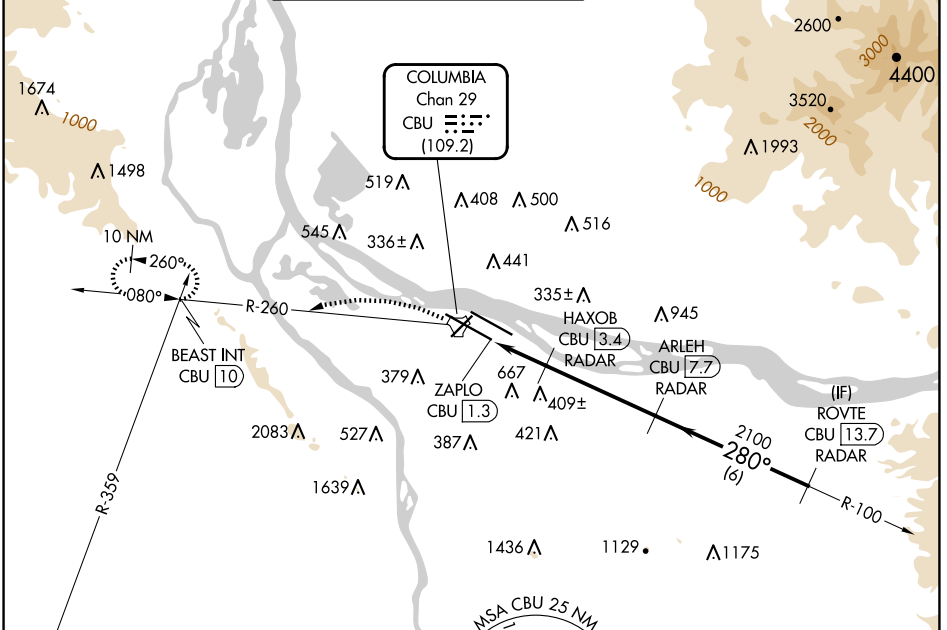 2600
3000
4400
1674
1000
COLUMBIA
Chan 29
CBU
(109.2)
3520
2000
1993
1498
519
408
500
1000
516
545
336±
10 NM
260°
441
080°
R-260
335±
HAXOB
CBU 3.4
RADAR
945
ARLEH
CBU 7.7
RADAR
BEAST INT
CBU 10
379
667
ZAPLO
CBU 1.3
409±
(IF)
ROVTE
CBU 13.7
RADAR
2083
527
387
421
2100
280°
(6)
R-359
1639
R-100
1436
1129
1175
MSA CBU 25 NM